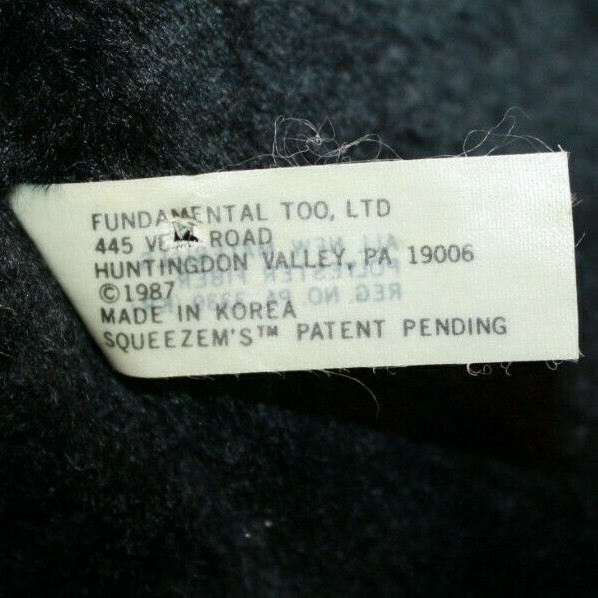 FUNDAMENTAL TOO, LTD
445 ROAD
HUNTINGDON VALLEY, PA 19006
©1987
MADE IN KOREA
SQUEEZEM'S™ PATENT PENDING